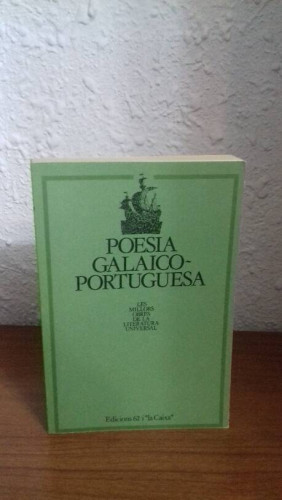 POESIA
GALAICO-
PORTUGUESA
LES
MILLORS
OBRES
DE LA
LITERATURA
UNIVERSAL
Edicions 62 i "la Caixa"